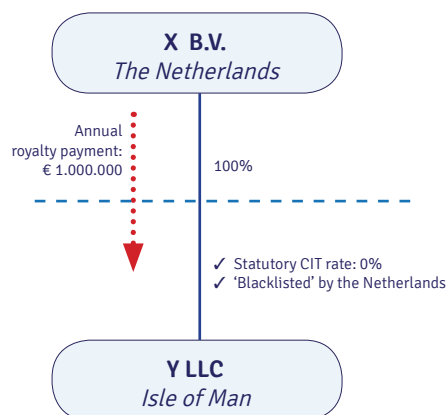 X B.V.
The Netherlands
Annual
royalty payment:
€ 1.000.000
100%
✓ Statutory CIT rate: 0%
✓ ‘Blacklisted’ by the Netherlands
Y LLC
Isle of Man